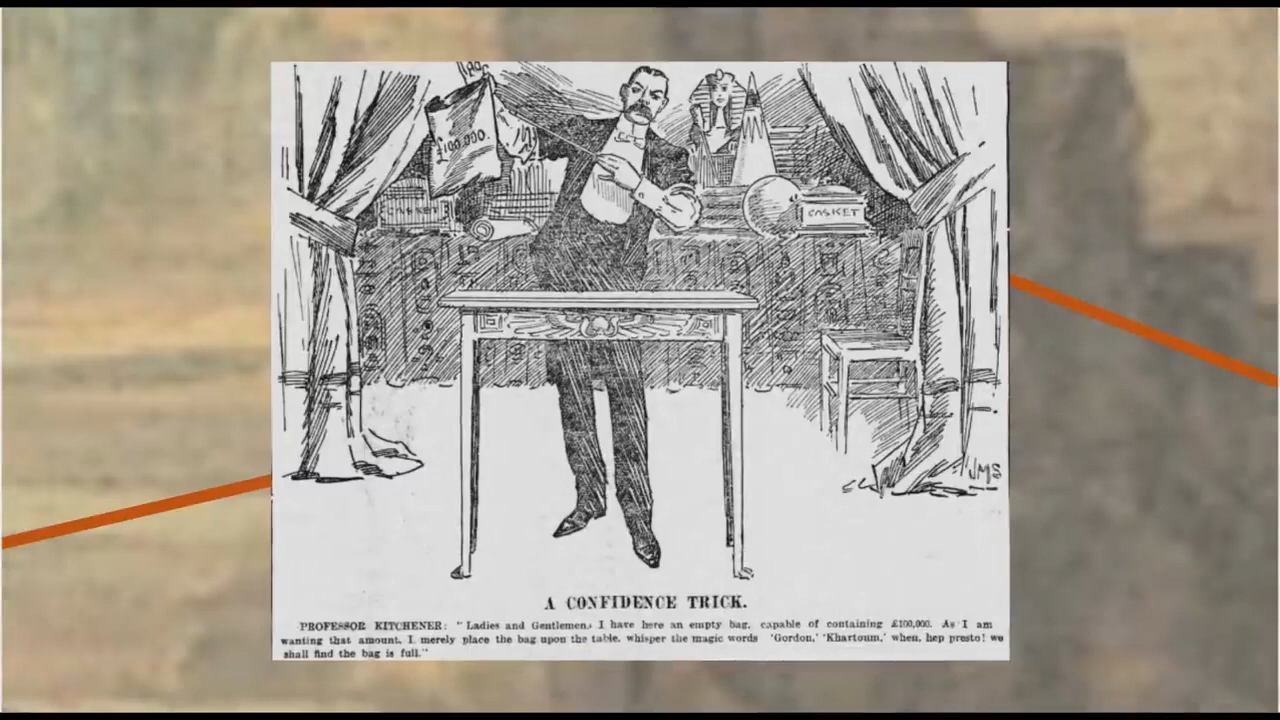 £100.000.
CASKET
CASKET
JMS
A CONFIDENCE TRICK.
PROFESSOR KITCHENER: "Ladies and Gentlemen, I have here an empty bag, capable of containing £100,000. As I am
wanting that amount, I merely place the bag upon the table, whisper the magic words 'Gordon,' 'Khartoum,' when, hep presto! we
shall find the bag is full."